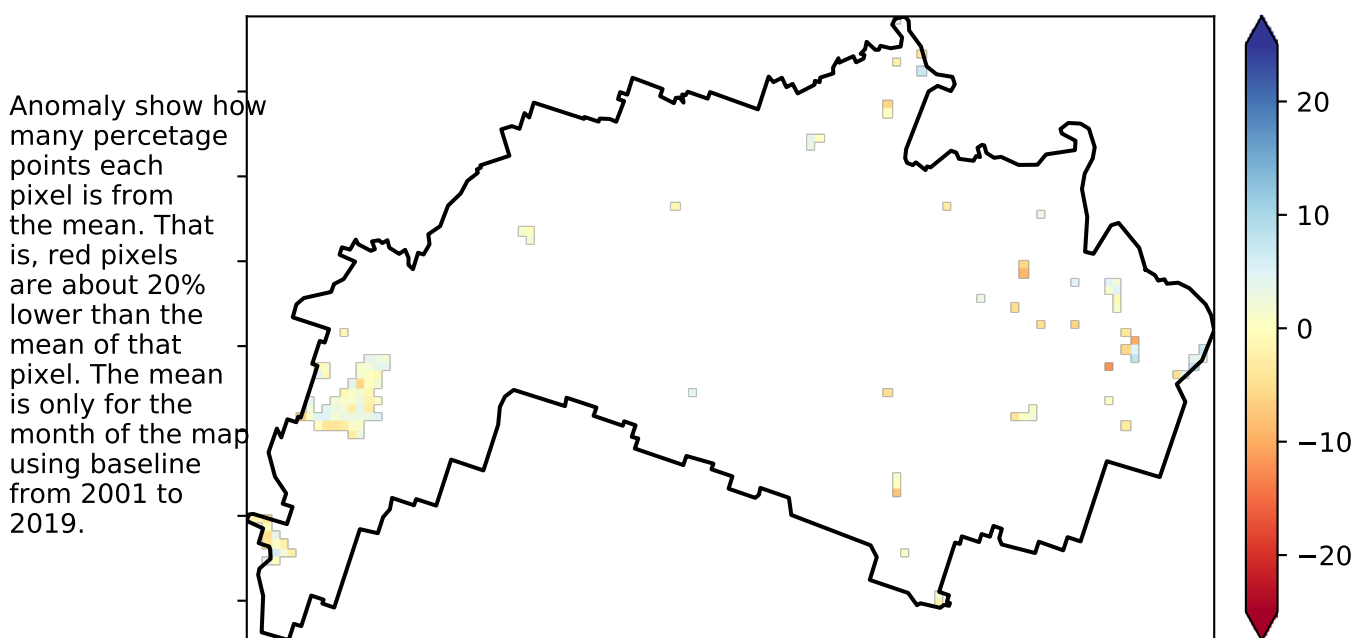 Anomaly show how
many percetage
points each
pixel is from
the mean. That
is, red pixels
are about 20%
lower than the
mean of that
pixel. The mean
is only for the
month of the map
using baseline
from 2001 to
2019.
20
10
0
−10
−20